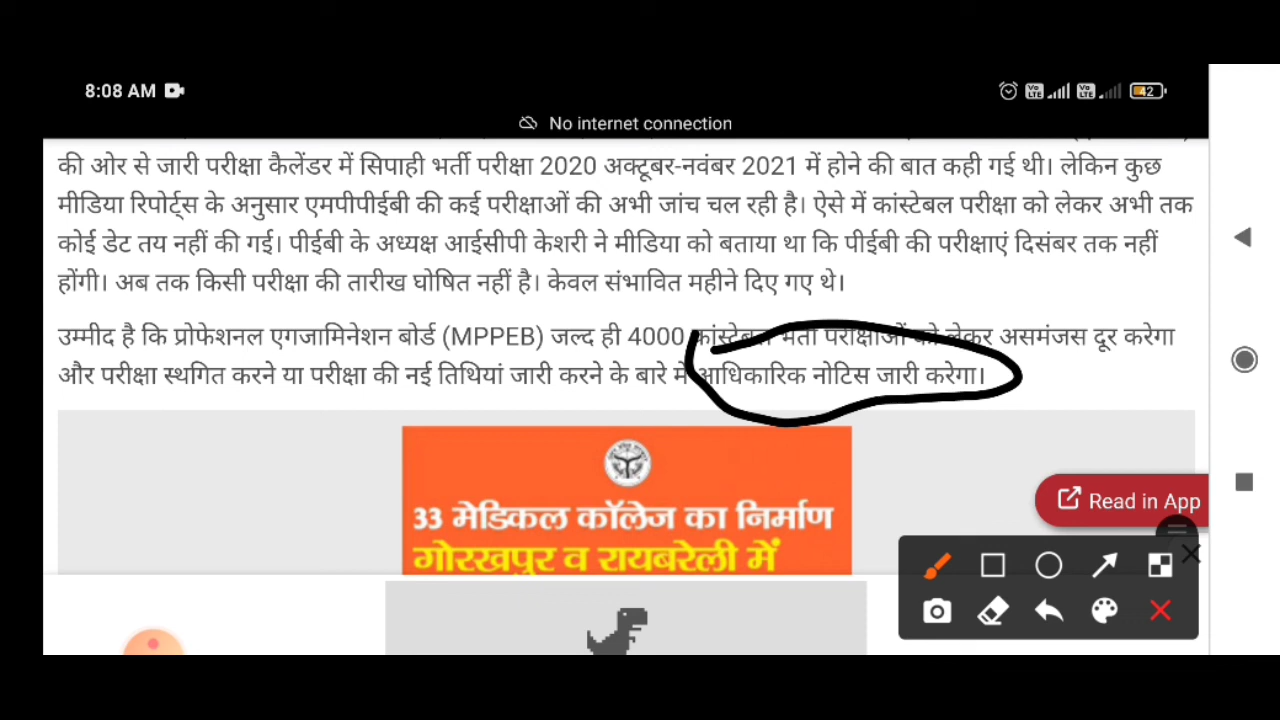 8:08 AM
42
No internet connection
की ओर से जारी परीक्षा कैलेंडर में सिपाही भर्ती परीक्षा 2020 अक्टूबर-नवंबर 2021 में होने की बात कही गई थी। लेकिन कुछ
मीडिया रिपोर्ट्स के अनुसार एमपीपीईबी की कई परीक्षाओं की अभी जांच चल रही है। ऐसे में कांस्टेबल परीक्षा को लेकर अभी तक
कोई डेट तय नहीं की गई। पीईबी के अध्यक्ष आईसीपी केशरी ने मीडिया को बताया था कि पीईबी की परीक्षाएं दिसंबर तक नहीं
होंगी। अब तक किसी परीक्षा की तारीख घोषित नहीं है। केवल संभावित महीने दिए गए थे।
उम्मीद है कि प्रोफेशनल एगजामिनेशन बोर्ड (MPPEB) जल्द ही 4000 कांस्टेबल भर्ती परीक्षाओं को लेकर असमंजस दूर करेगा
और परीक्षा स्थगित करने या परीक्षा की नई तिथियां जारी करने के बारे में आधिकारिक नोटिस जारी करेगा।
33 मेडिकल कॉलेज का निर्माण
गोरखपुर व रायबरेली में
Read in App